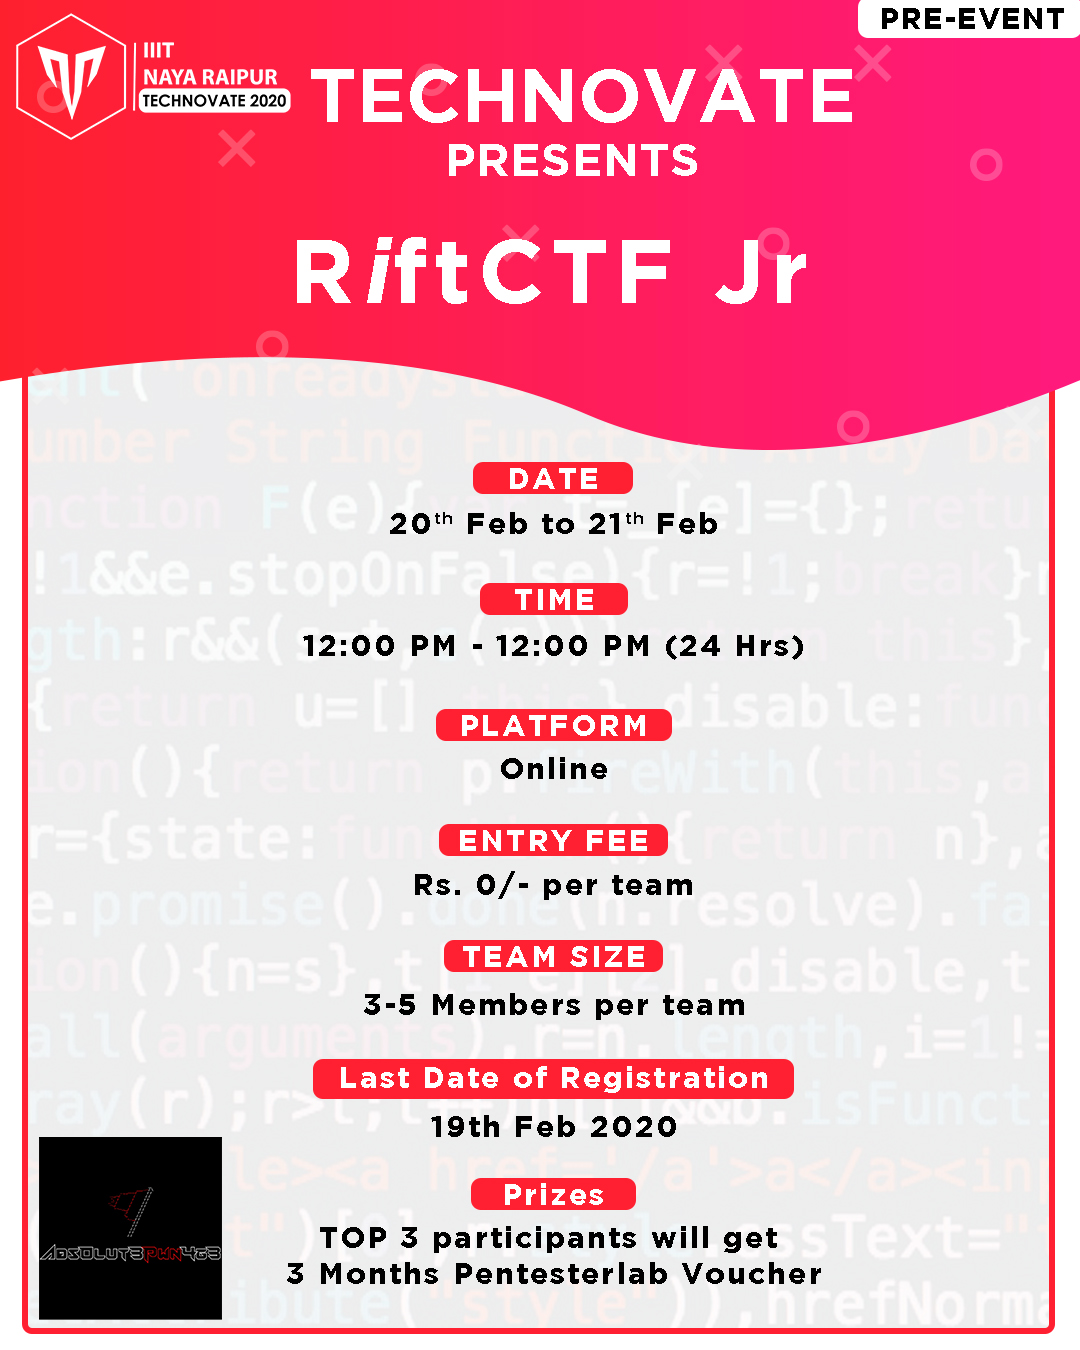 PRE-EVENT
IIIT
NAYA RAIPUR
TECHNOVATE 2020
TECHNOVATE
PRESENTS
RiftCTF Jr
DATE
20th Feb to 21th Feb
TIME
12:00 PM - 12:00 PM (24 Hrs)
PLATFORM
Online
ENTRY FEE
Rs. 0/- per team
TEAM SIZE
3-5 Members per team
Last Date of Registration
19th Feb 2020
Prizes
TOP 3 participants will get
3 Months Pentesterlab Voucher